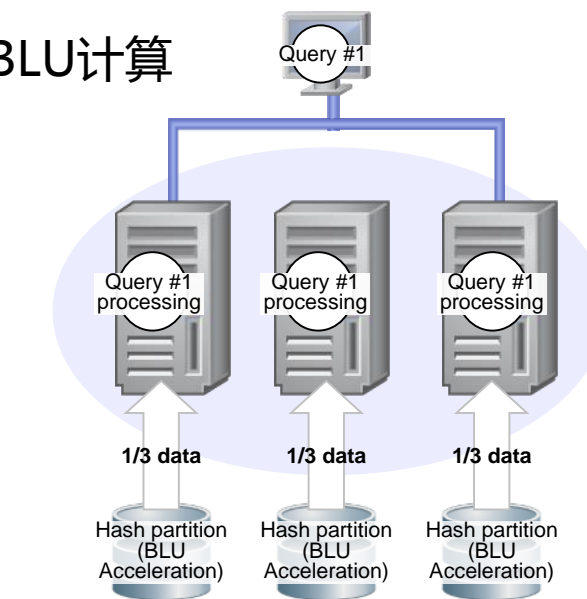 BLU计算
Query #1
Query #1
processing
Query #1
processing
Query #1
processing
1/3 data
1/3 data
1/3 data
Hash partition
(BLU
Acceleration)
Hash partition
(BLU
Acceleration)
Hash partition
(BLU
Acceleration)